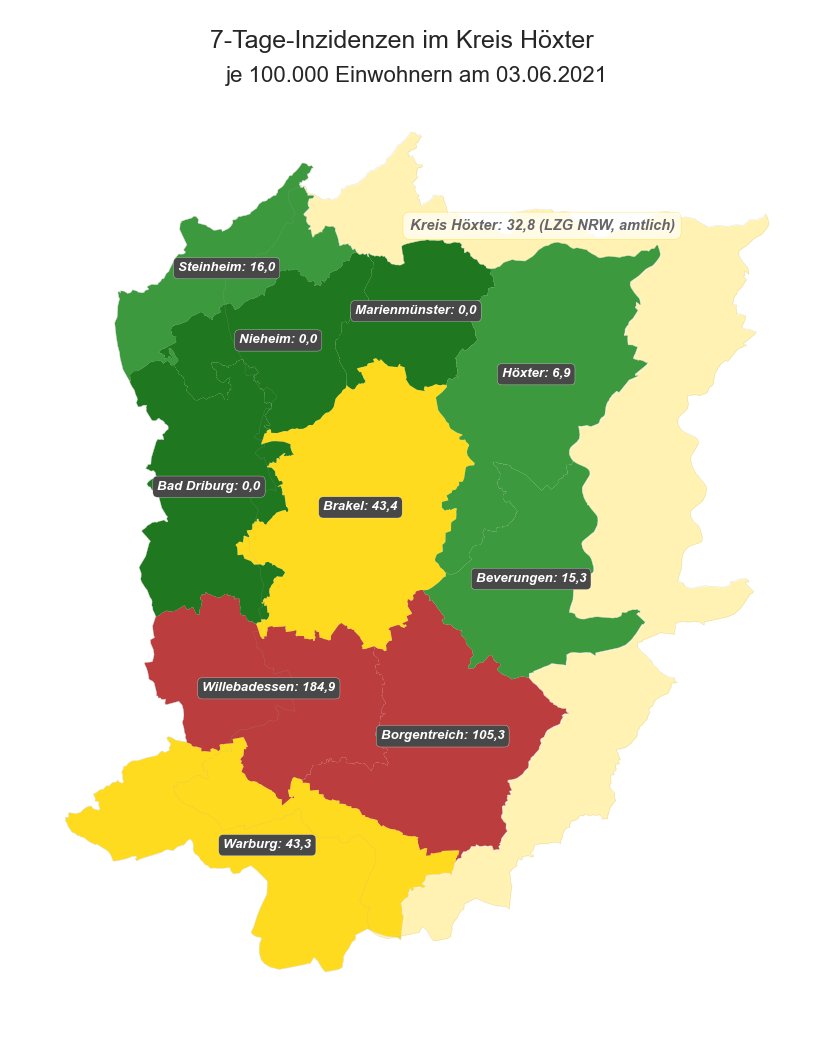 7-Tage-Inzidenzen im Kreis Höxter
je 100.000 Einwohnern am 03.06.2021
Kreis Höxter: 32,8 (LZG NRW, amtlich)
Steinheim: 16,0
Marienmünster: 0,0
Nieheim: 0,0
Höxter: 6,9
Bad Driburg: 0,0
Brakel: 43,4
Beverungen: 15,3
Willebadessen: 184,9
Borgentreich: 105,3
Warburg: 43,3